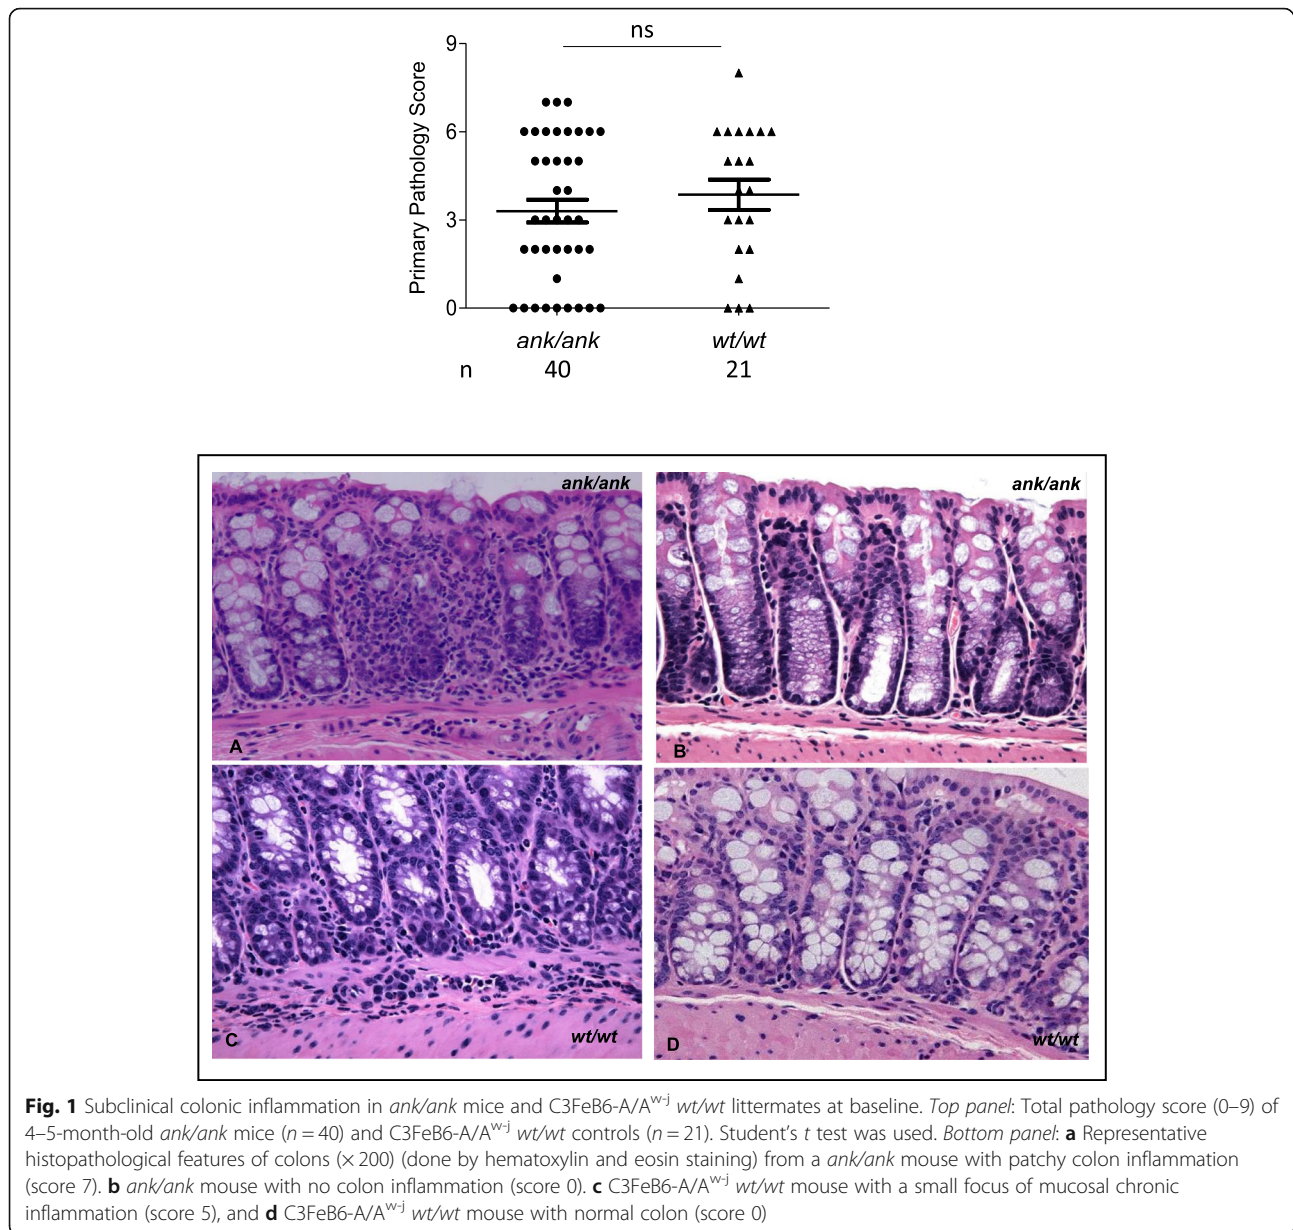 ns
9
6
3
0
Primary Pathology Score
ank/ank wt/wt
n 40 21
ank/ank
A
ank/ank
B
C wt/wt
D wt/wt
Fig. 1 Subclinical colonic inflammation in ank/ank mice and C3FeB6-A/A^w-j wt/wt littermates at baseline. Top panel: Total pathology score (0–9) of
4–5-month-old ank/ank mice (n = 40) and C3FeB6-A/A^w-j wt/wt controls (n = 21). Student's t test was used. Bottom panel: a Representative
histopathological features of colons (× 200) (done by hematoxylin and eosin staining) from a ank/ank mouse with patchy colon inflammation
(score 7). b ank/ank mouse with no colon inflammation (score 0). c C3FeB6-A/A^w-j wt/wt mouse with a small focus of mucosal chronic
inflammation (score 5), and d C3FeB6-A/A^w-j wt/wt mouse with normal colon (score 0)